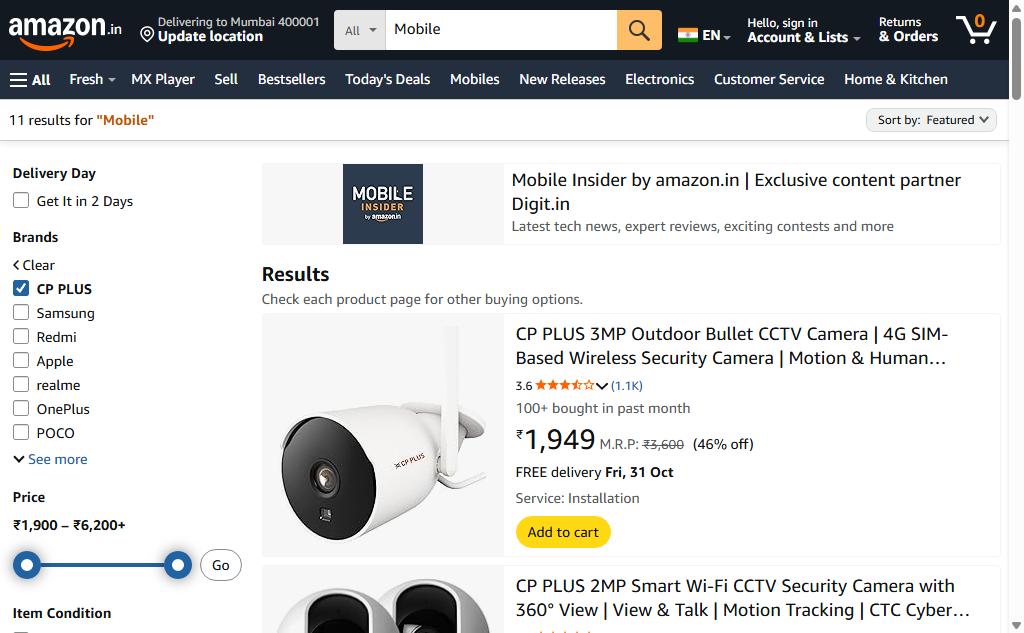 amazon.in
Delivering to Mumbai 400001
Update location
All
Mobile
EN
Hello, sign in
Account & Lists
Returns
& Orders
0
All
Fresh
MX Player
Sell
Bestsellers
Today's Deals
Mobiles
New Releases
Electronics
Customer Service
Home & Kitchen
11 results for "Mobile"
Sort by: Featured
Delivery Day
Get It in 2 Days
Brands
Clear
CP PLUS
Samsung
Redmi
Apple
realme
OnePlus
POCO
See more
Price
₹1,900 – ₹6,200+
Go
Item Condition
MOBILE
INSIDER
by amazon.in
Mobile Insider by amazon.in | Exclusive content partner
Digit.in
Latest tech news, expert reviews, exciting contests and more
Results
Check each product page for other buying options.
CP PLUS
CP PLUS 3MP Outdoor Bullet CCTV Camera | 4G SIM-
Based Wireless Security Camera | Motion & Human…
3.6 (1.1K)
100+ bought in past month
₹1,949 M.R.P: ₹3,600 (46% off)
FREE delivery Fri, 31 Oct
Service: Installation
Add to cart
CP PLUS 2MP Smart Wi-Fi CCTV Security Camera with
360° View | View & Talk | Motion Tracking | CTC Cyber…